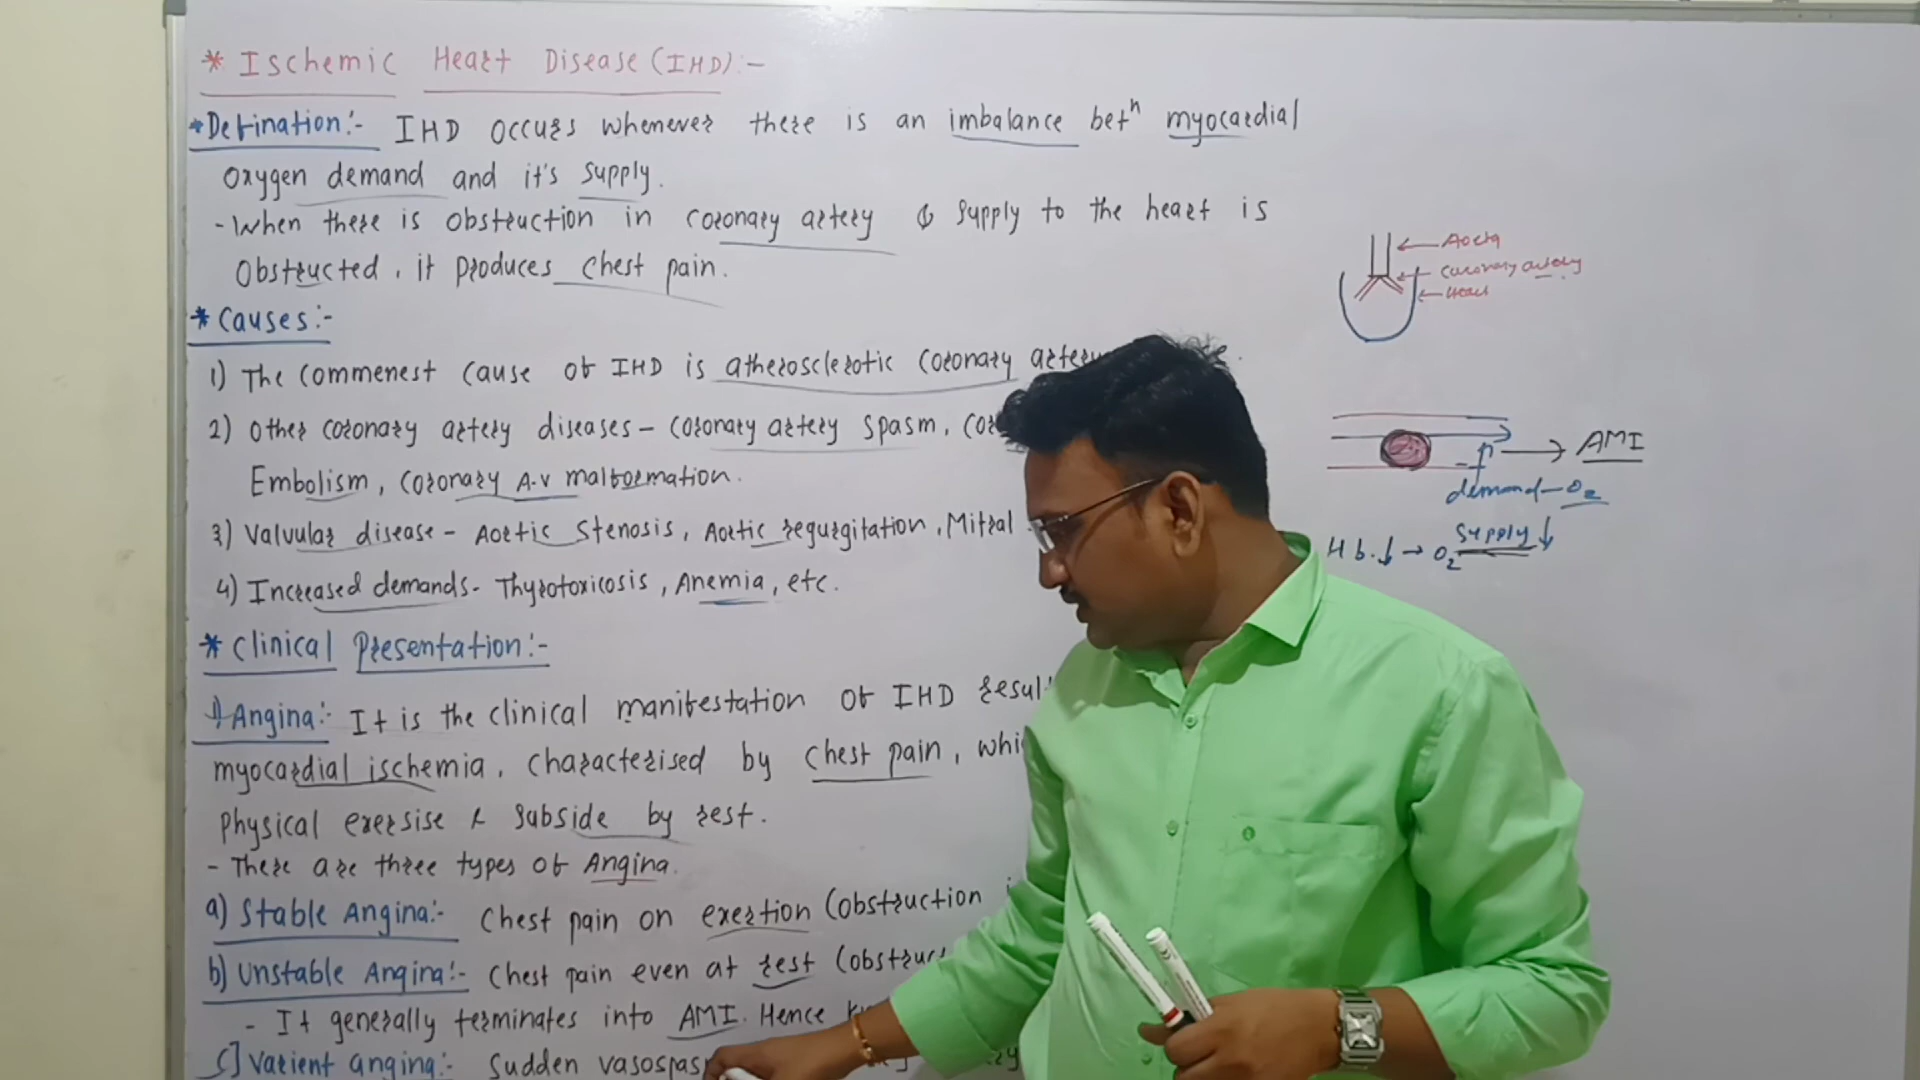 * Ischemic Heart Disease (IHD):-
* Defination:- IHD occurs whenever there is an imbalance betn myocardial
Oxygen demand and it's supply.
- When there is obstruction in coronary artery & supply to the heart is
Obstructed, it produces chest pain.
* Causes:-
1) The commenest cause of IHD is atherosclerotic coronary artery
2) Other coronary artery diseases - coronary artery spasm,
Embolism, coronary A.V malformation.
3) Valvular disease - Aortic stenosis, Aortic regurgitation, Mitral
4) Increased demands - Thyrotoxicosis, Anemia, etc.
* Clinical Presentation:-
1) Angina:- It is the clinical manifestation of IHD
myocardial ischemia, characterised by chest pain,
Physical exersise & subside by rest.
- There are three types of Angina.
a) Stable Angina:- Chest pain on exertion (obstruction
b) Unstable Angina:- Chest pain even at rest
- It generally terminates into AMI. Hence
c] Varient angina:- Sudden
Aorta
coronary artery
Heart
AMI
demand - O2
Hb. ↓ → O2 supply ↓